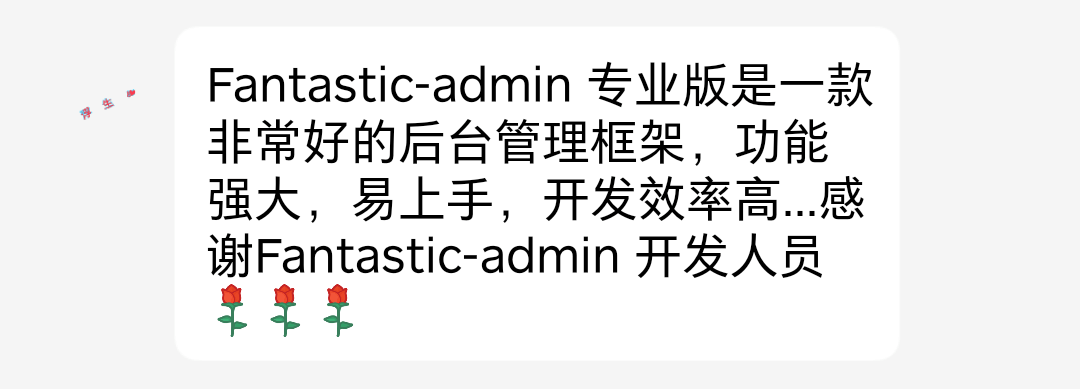 浮生
Fantastic-admin 专业版是一款
非常好的后台管理框架，功能
强大，易上手，开发效率高...感
谢Fantastic-admin 开发人员
🌹🌹🌹